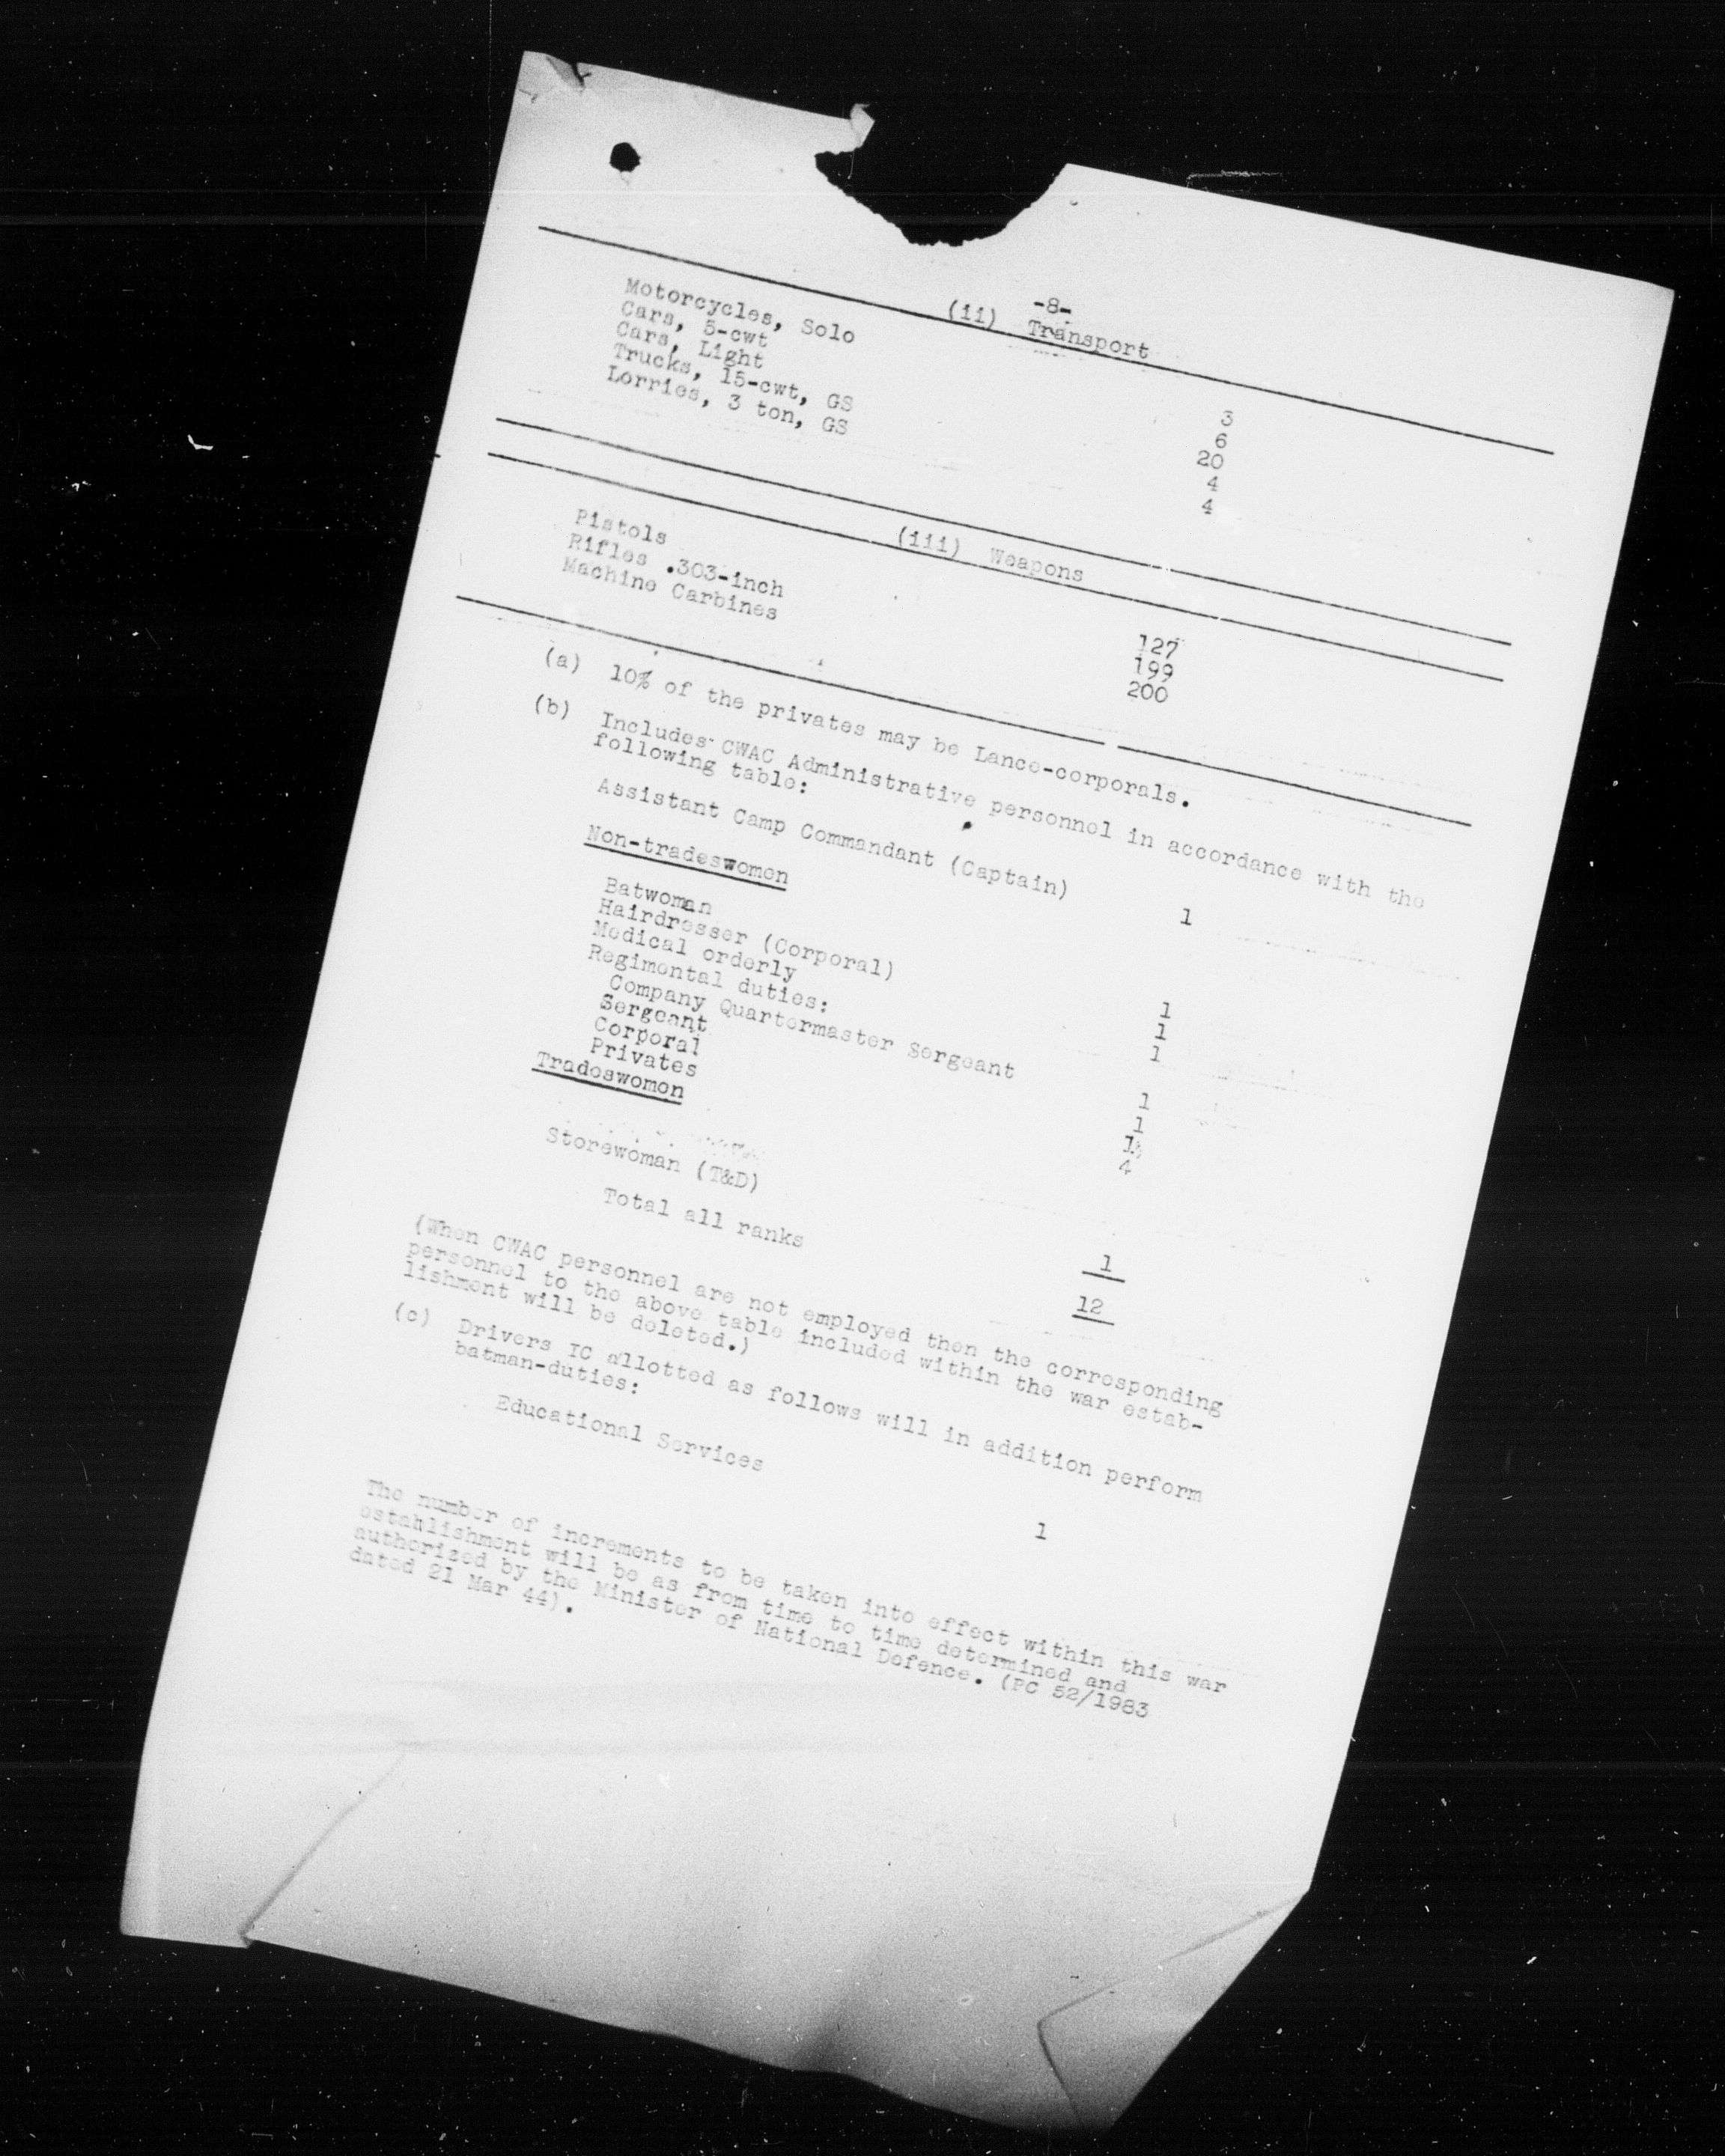 -8-
(ii) Transport
Motorcycles, Solo 3
Cars, 5-cwt 6
Cars, Light 20
Trucks, 15-cwt, GS 4
Lorries, 3 ton, GS 4
(iii) Weapons
Pistols 127
Rifles .303-inch 199
Machine Carbines 200
(a) 10% of the privates may be Lance-corporals.
(b) Includes CWAC Administrative personnel in accordance with the
following table:
Assistant Camp Commandant (Captain) 1
Non-tradeswomen
Batwoman 1
Hairdresser (Corporal) 1
Medical orderly 1
Regimental duties:
Company Quartermaster Sergeant 1
Sergeant 1
Corporal 1
Privates 4
Tradeswomen
Storewoman (T&D) 1
Total all ranks 12
(When CWAC personnel are not employed then the corresponding
personnel to the above table included within the war estab-
lishment will be deleted.)
(c) Drivers IC allotted as follows will in addition perform
batman-duties:
Educational Services 1
The number of increments to be taken into effect within this war
establishment will be as from time to time determined and
authorized by the Minister of National Defence. (PC 52/1983
dated 21 Mar 44).